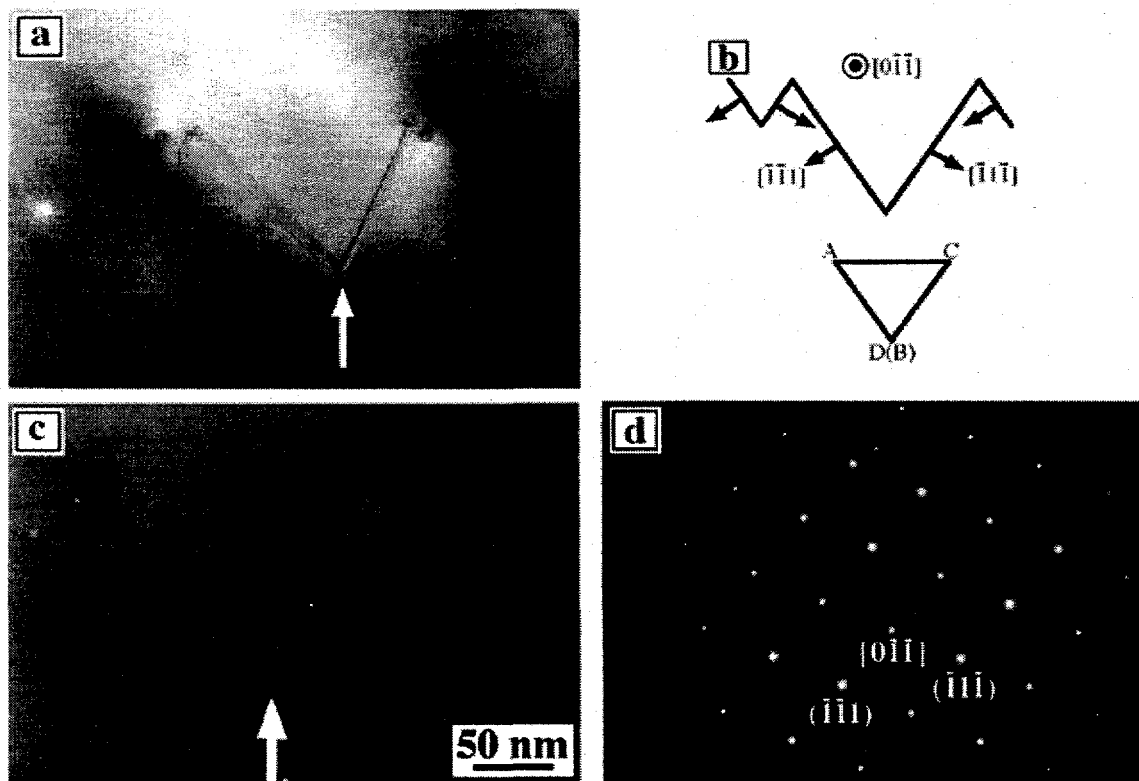 a
b
[01̄1̄]
[1̄1̄1]
[1̄11̄]
A C
D(B)
c
50 nm
d
[01̄1̄]
(1̄11̄)
(1̄1̄1)